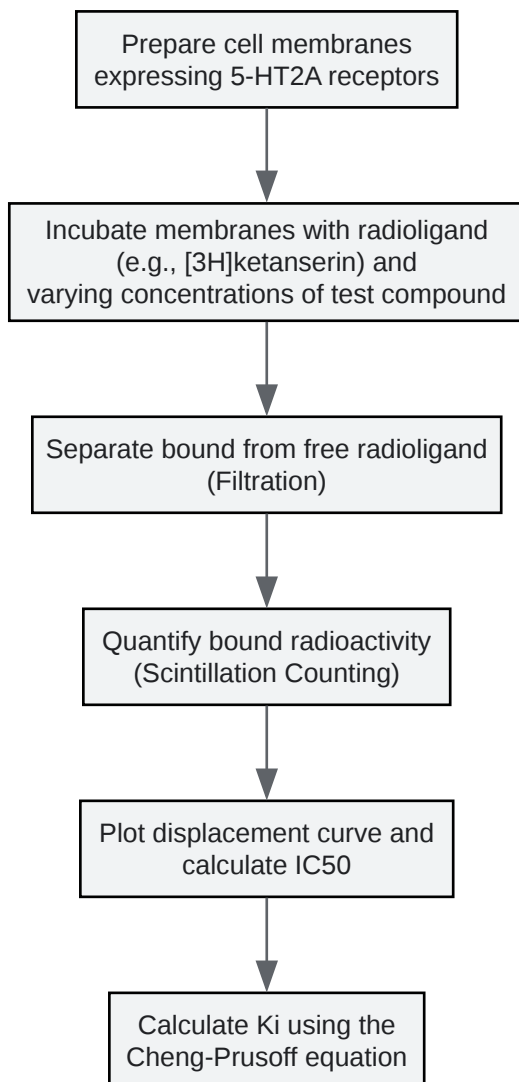 Prepare cell membranes
expressing 5-HT2A receptors
Incubate membranes with radioligand
(e.g., [3H]ketanserin) and
varying concentrations of test compound
Separate bound from free radioligand
(Filtration)
Quantify bound radioactivity
(Scintillation Counting)
Plot displacement curve and
calculate IC50
Calculate Ki using the
Cheng-Prusoff equation